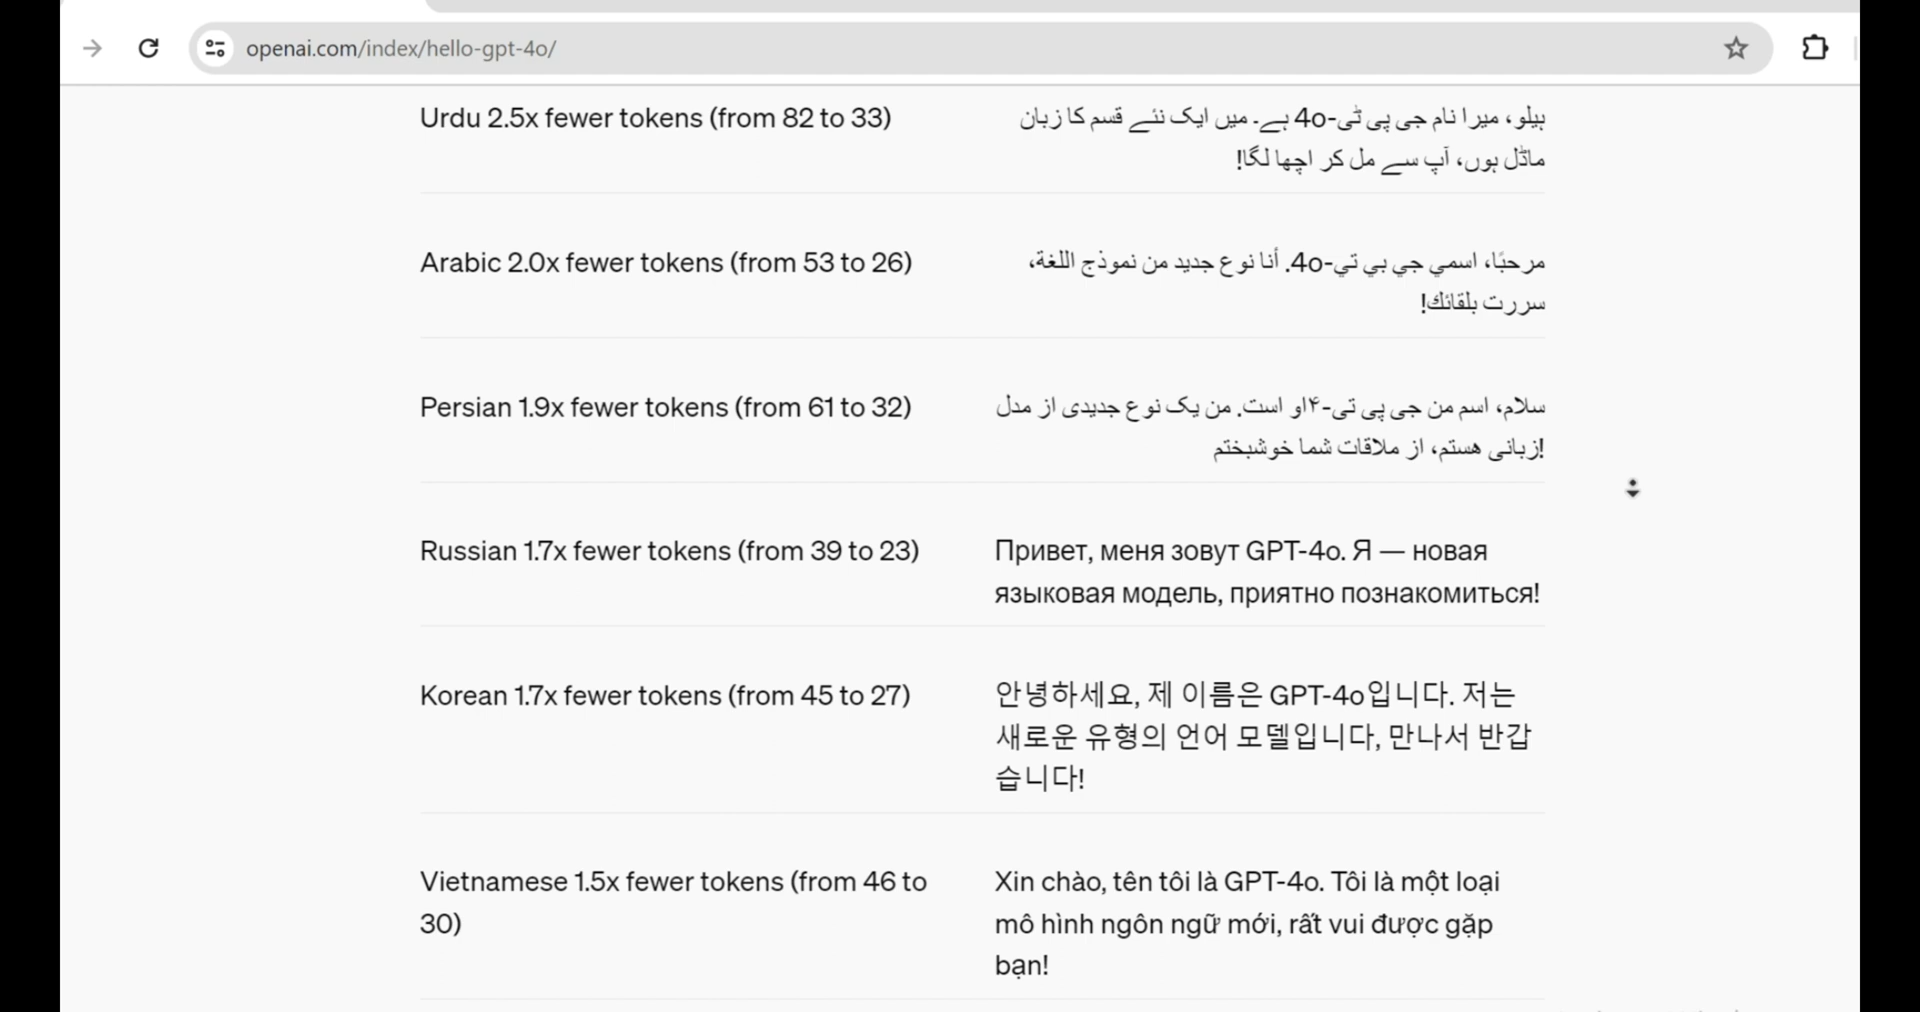 openai.com/index/hello-gpt-4o/
Urdu 2.5x fewer tokens (from 82 to 33)
ہیلو، میرا نام جی پی ٹی-4o ہے۔ میں ایک نئے قسم کا زبان
ماڈل ہوں، آپ سے مل کر اچھا لگا!
Arabic 2.0x fewer tokens (from 53 to 26)
مرحبًا، اسمي جي بي تي-4o. أنا نوع جديد من نموذج اللغة،
سررت بلقائك!
Persian 1.9x fewer tokens (from 61 to 32)
سلام، اسم من جی پی تی-۴او است. من یک نوع جدیدی از مدل
زبانی هستم، از ملاقات شما خوشبختم!
Russian 1.7x fewer tokens (from 39 to 23)
Привет, меня зовут GPT-4o. Я — новая
языковая модель, приятно познакомиться!
Korean 1.7x fewer tokens (from 45 to 27)
안녕하세요, 제 이름은 GPT-4o입니다. 저는
새로운 유형의 언어 모델입니다, 만나서 반갑
습니다!
Vietnamese 1.5x fewer tokens (from 46 to
30)
Xin chào, tên tôi là GPT-4o. Tôi là một loại
mô hình ngôn ngữ mới, rất vui được gặp
bạn!